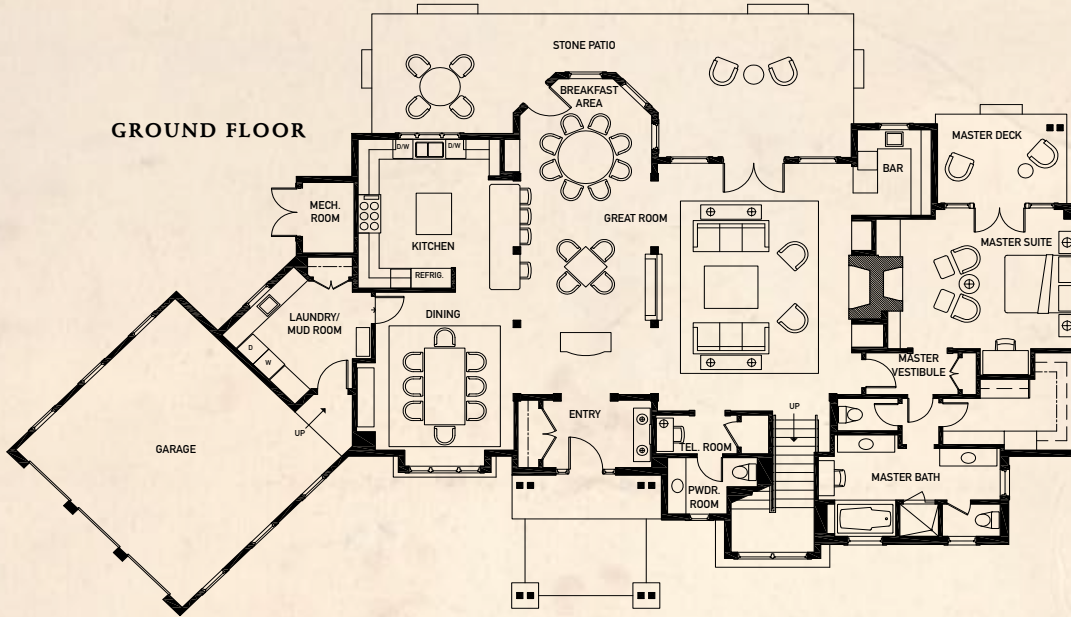 STONE PATIO
BREAKFAST
AREA
GROUND FLOOR
MASTER DECK
D/W
D/W
BAR
MECH.
ROOM
GREAT ROOM
KITCHEN
MASTER SUITE
REFRIG.
LAUNDRY/
MUD ROOM
DINING
D
W
MASTER
VESTIBULE
UP
ENTRY
UP
GARAGE
TEL. ROOM
MASTER BATH
PWDR.
ROOM